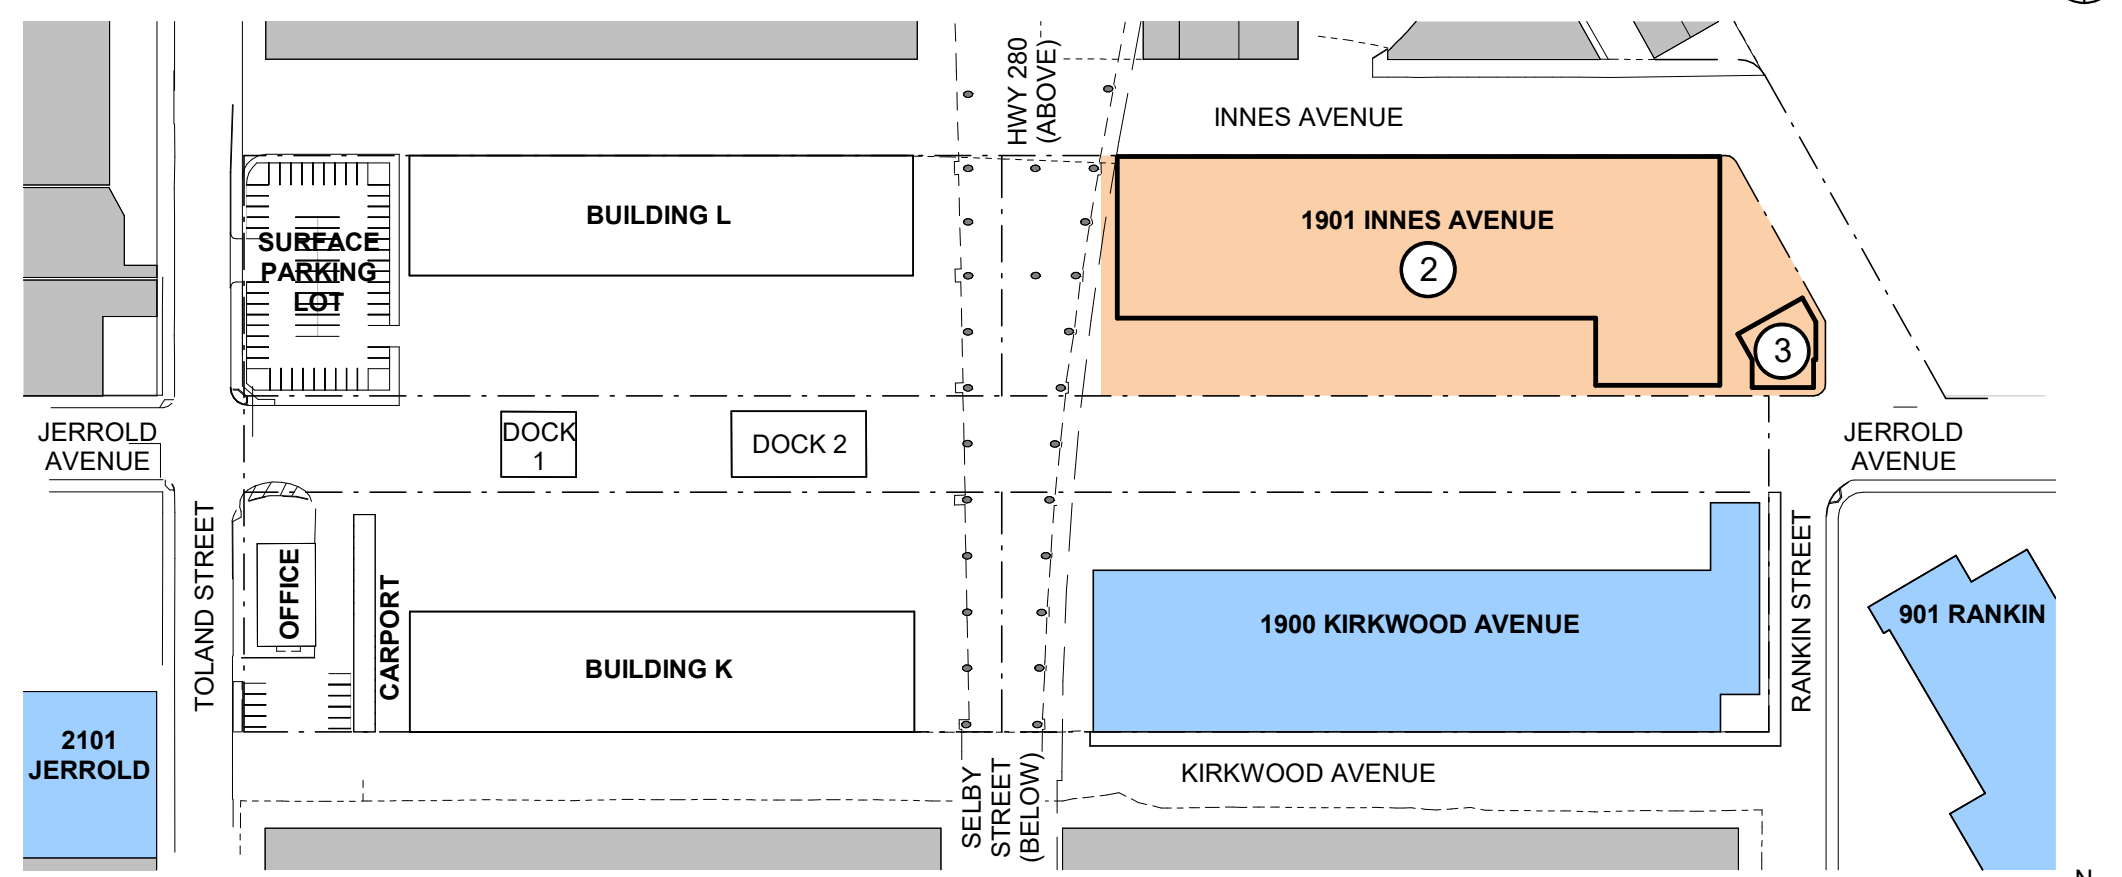 HWY 280
(ABOVE)
INNES AVENUE
BUILDING L
1901 INNES AVENUE
2
SURFACE
PARKING
LOT
3
JERROLD
AVENUE
DOCK
1
DOCK 2
JERROLD
AVENUE
TOLAND STREET
OFFICE
CARPORT
BUILDING K
1900 KIRKWOOD AVENUE
RANKIN STREET
901 RANKIN
2101
JERROLD
SELBY
STREET
(BELOW)
KIRKWOOD AVENUE
N